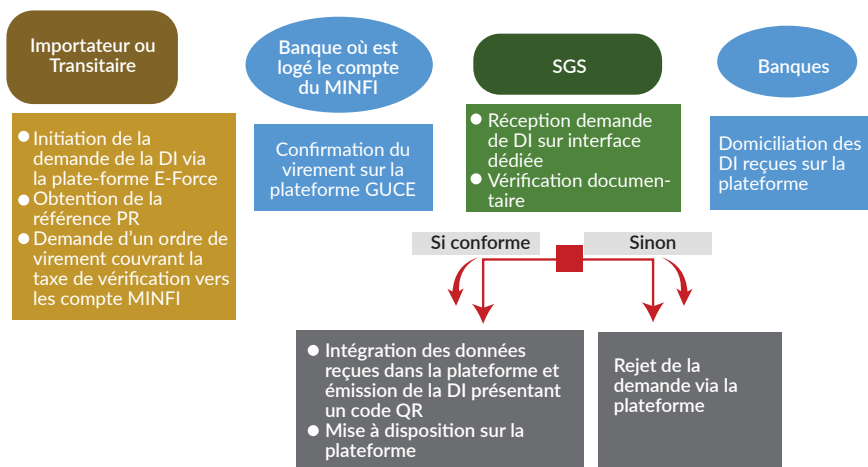 Importateur ou
Transitaire
Initiation de la
demande de la DI via
la plate-forme E-Force
Obtention de la
référence PR
Demande d'un ordre de
virement couvrant la
taxe de vérification vers
les compte MINFI
Banque où est
logé le compte
du MINFI
Confirmation du
virement sur la
plateforme GUCE
SGS
Réception demande
de DI sur interface
dédiée
Vérification documen-
taire
Banques
Domiciliation des
DI reçues sur la
plateforme
Si conforme
Sinon
Intégration des données
reçues dans la plateforme et
émission de la DI présentant
un code QR
Mise à disposition sur la
plateforme
Rejet de la
demande via la
plateforme